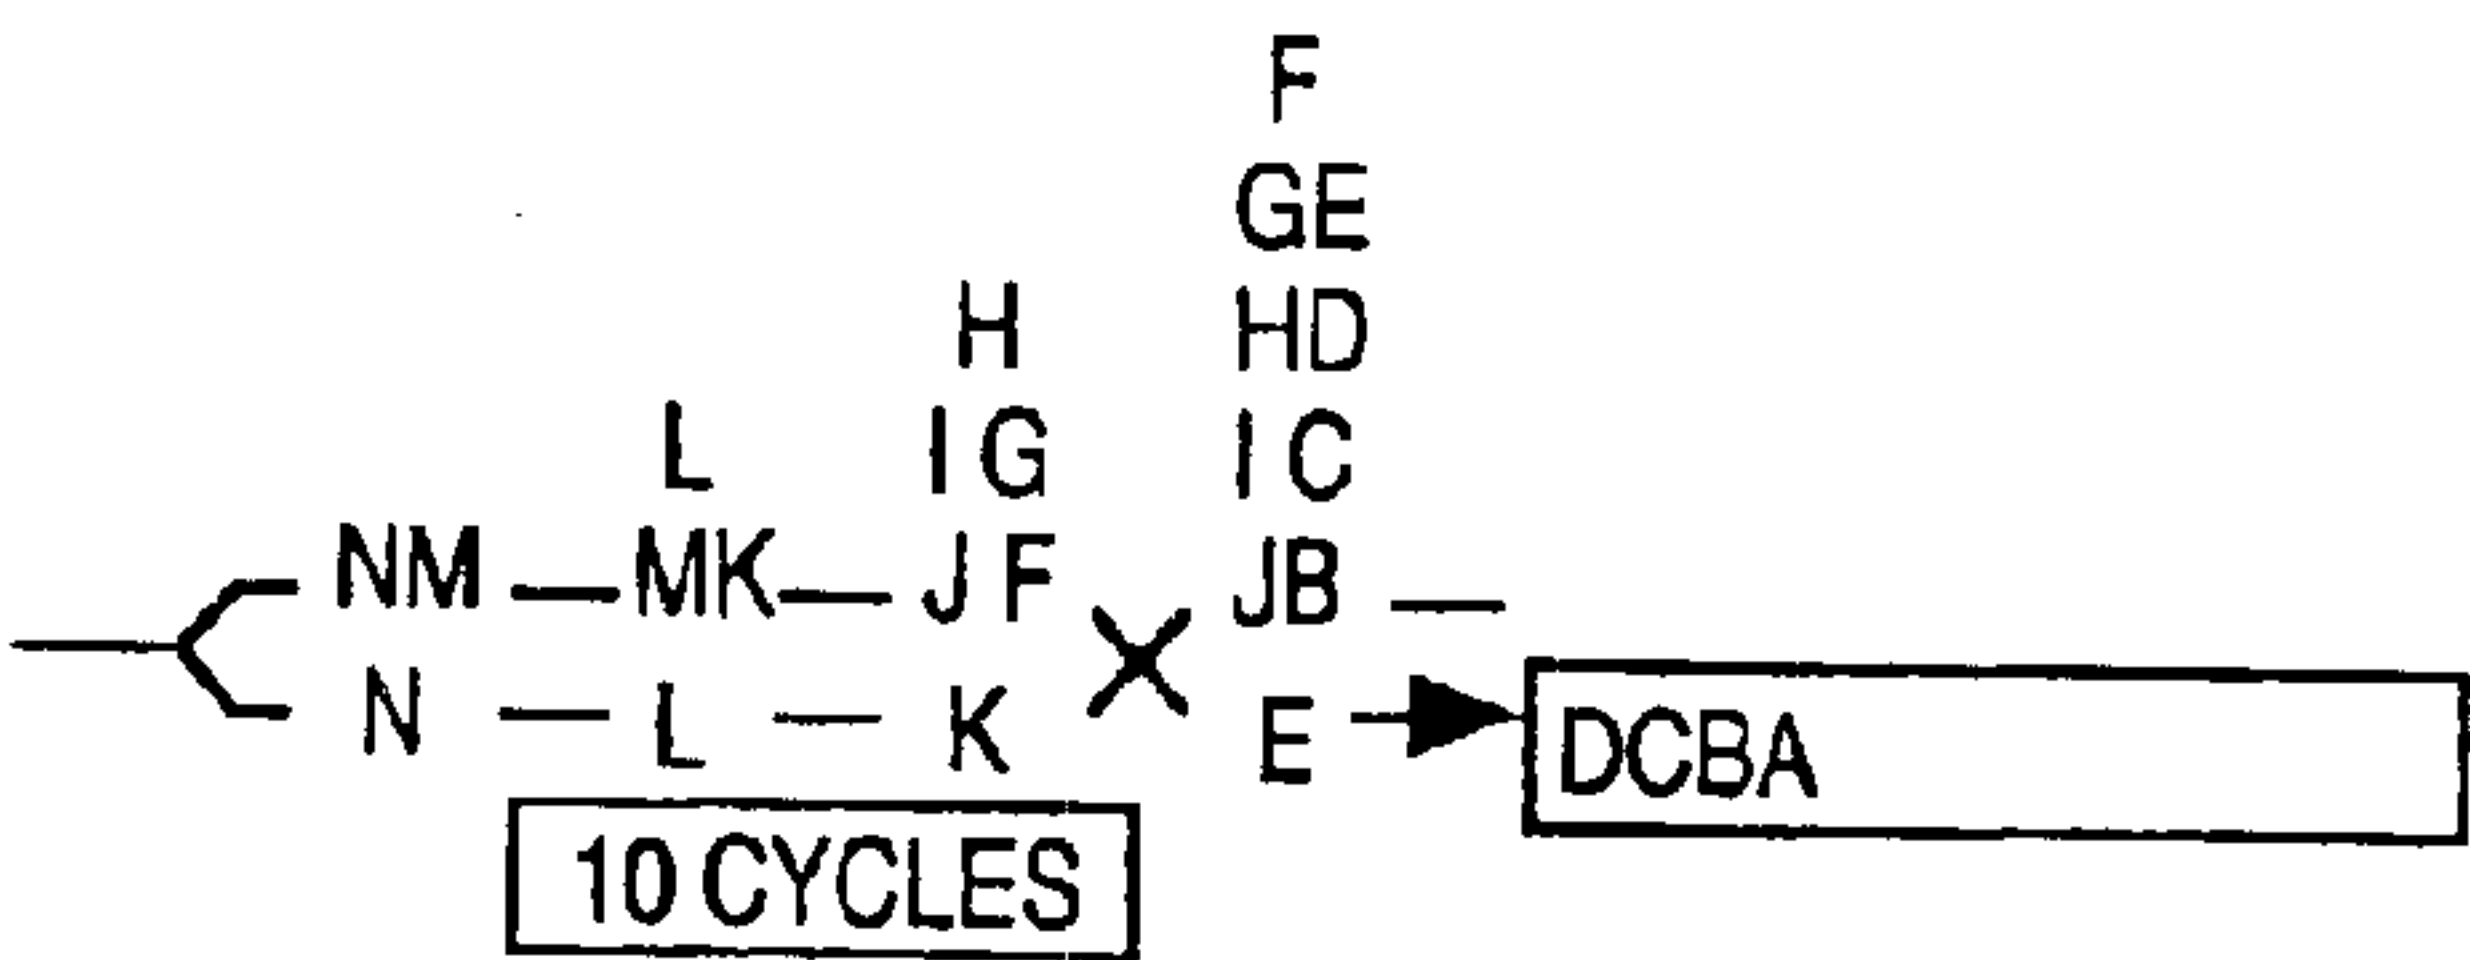 F
GE
H HD
L I G I C
NM MK J F JB
N L K E DCBA
10 CYCLES